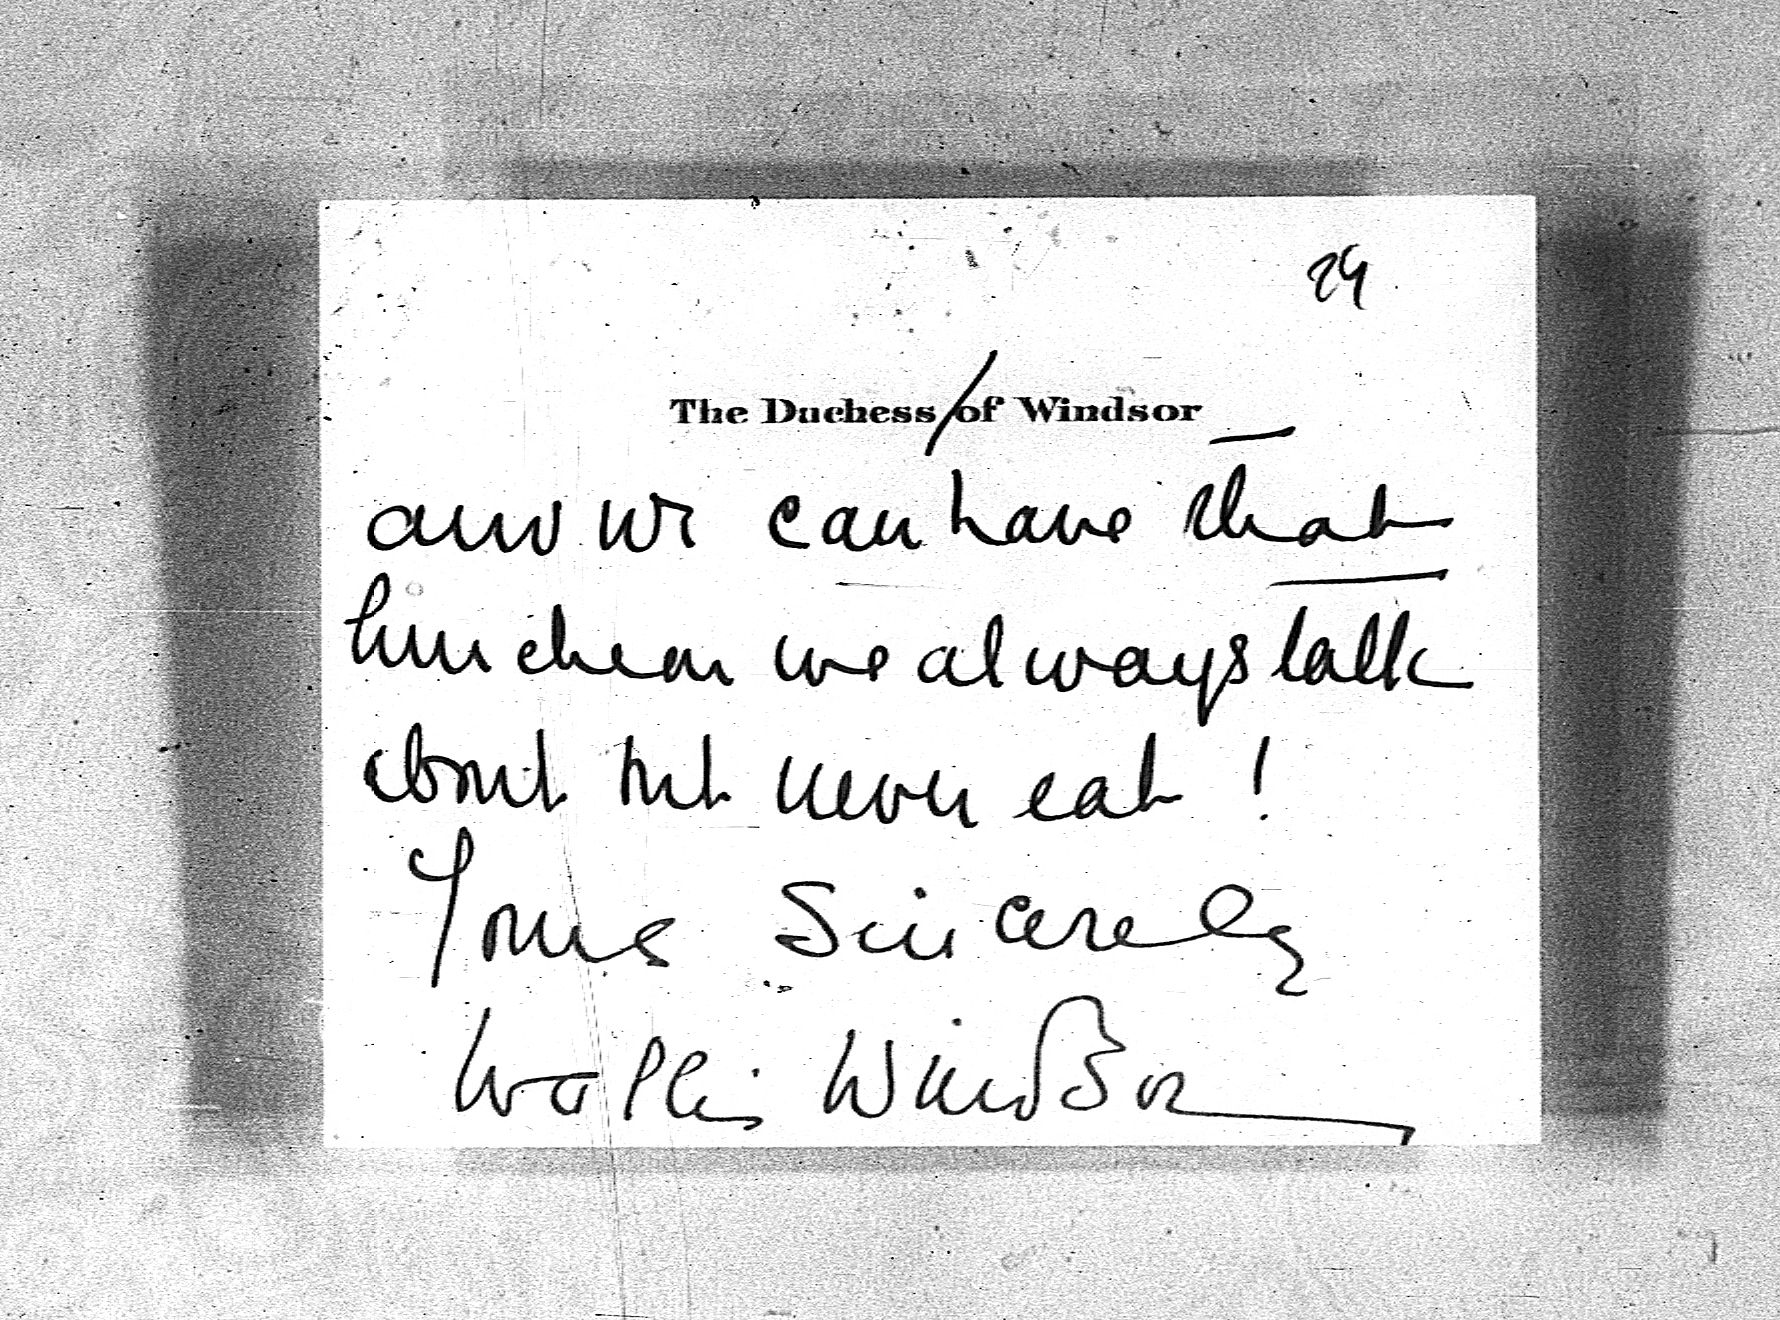 29
The Duchess of Windsor
and we can have that
luncheon we always talk
about but never eat!
Yours Sincerely
Wallis Windsor